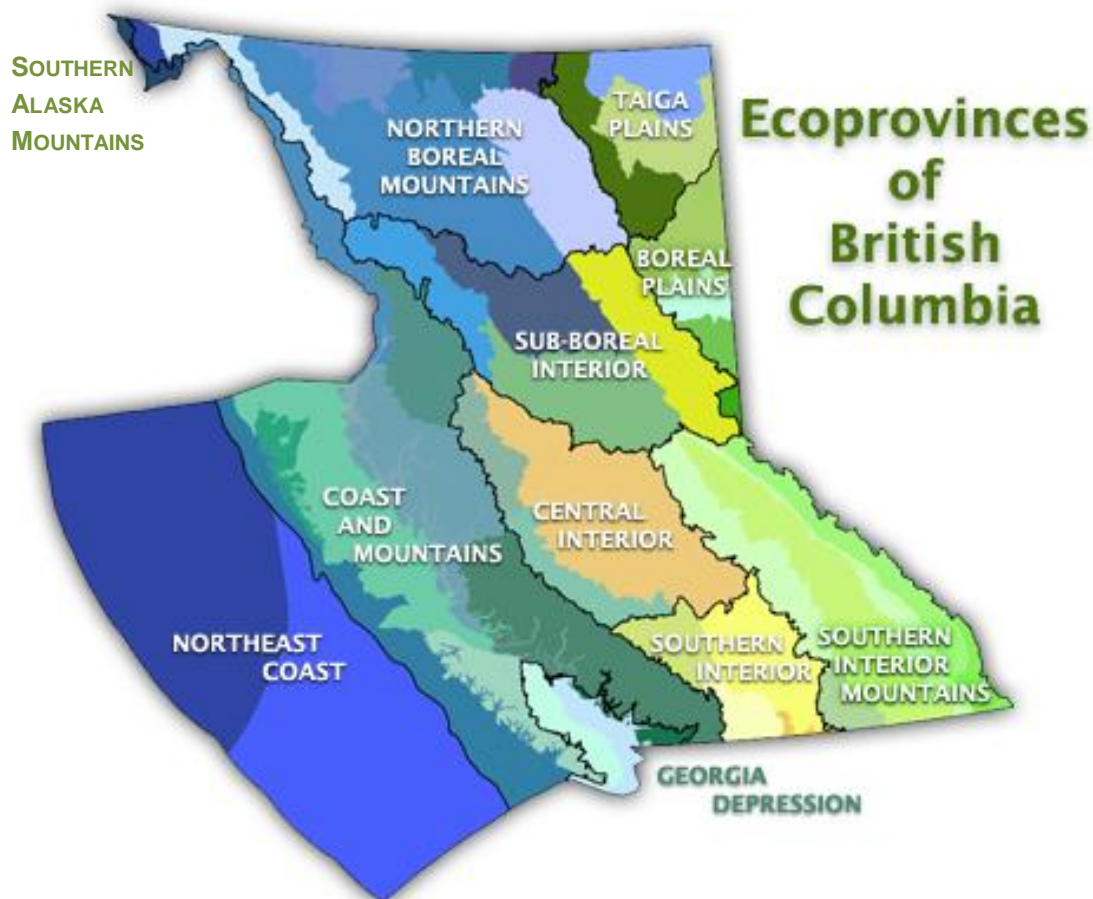 SOUTHERN
ALASKA
MOUNTAINS
Ecoprovinces
of
British
Columbia
TAIGA
PLAINS
NORTHERN
BOREAL
MOUNTAINS
BOREAL
PLAINS
SUB-BOREAL
INTERIOR
COAST
AND
MOUNTAINS
CENTRAL
INTERIOR
NORTHEAST
COAST
SOUTHERN
INTERIOR
SOUTHERN
INTERIOR
MOUNTAINS
GEORGIA
DEPRESSION